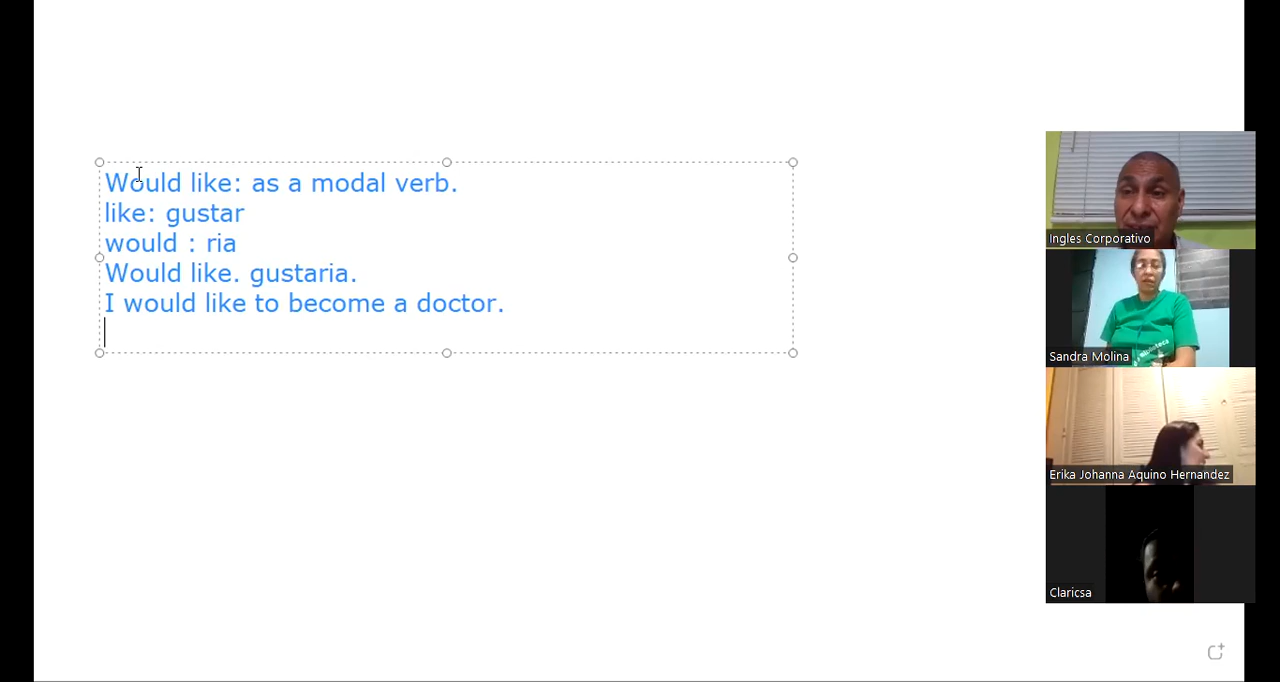 Would like: as a modal verb.
like: gustar
would : ria
Would like. gustaria.
I would like to become a doctor.
Ingles Corporativo
Sandra Molina
Erika Johanna Aquino Hernandez
Claricsa